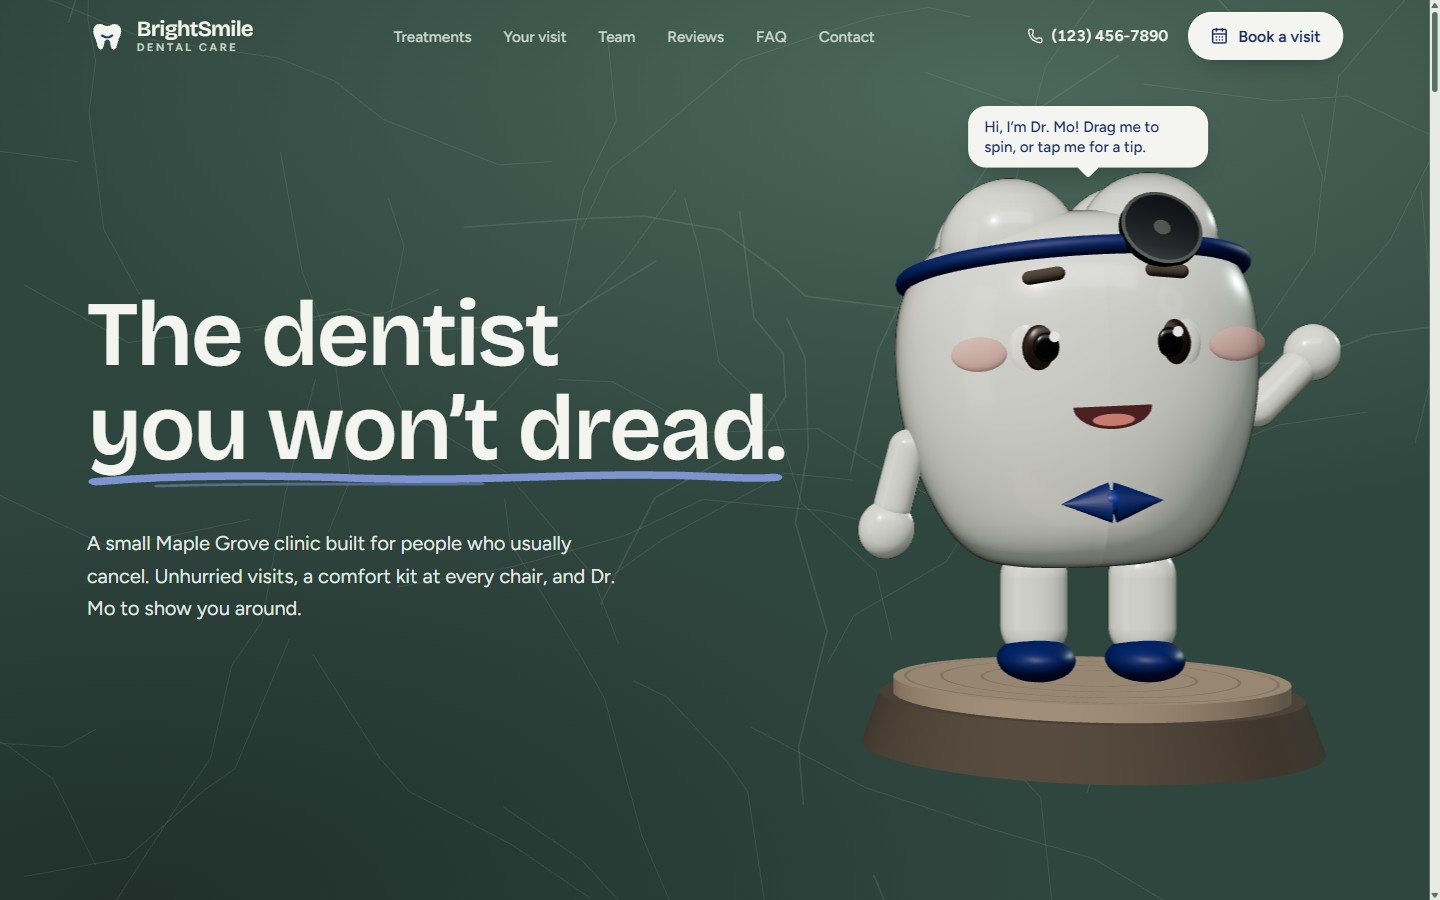 BrightSmile
DENTAL CARE
Treatments
Your visit
Team
Reviews
FAQ
Contact
(123) 456-7890
Book a visit
Hi, I’m Dr. Mo! Drag me to
spin, or tap me for a tip.
The dentist
you won’t dread.
A small Maple Grove clinic built for people who usually
cancel. Unhurried visits, a comfort kit at every chair, and Dr.
Mo to show you around.